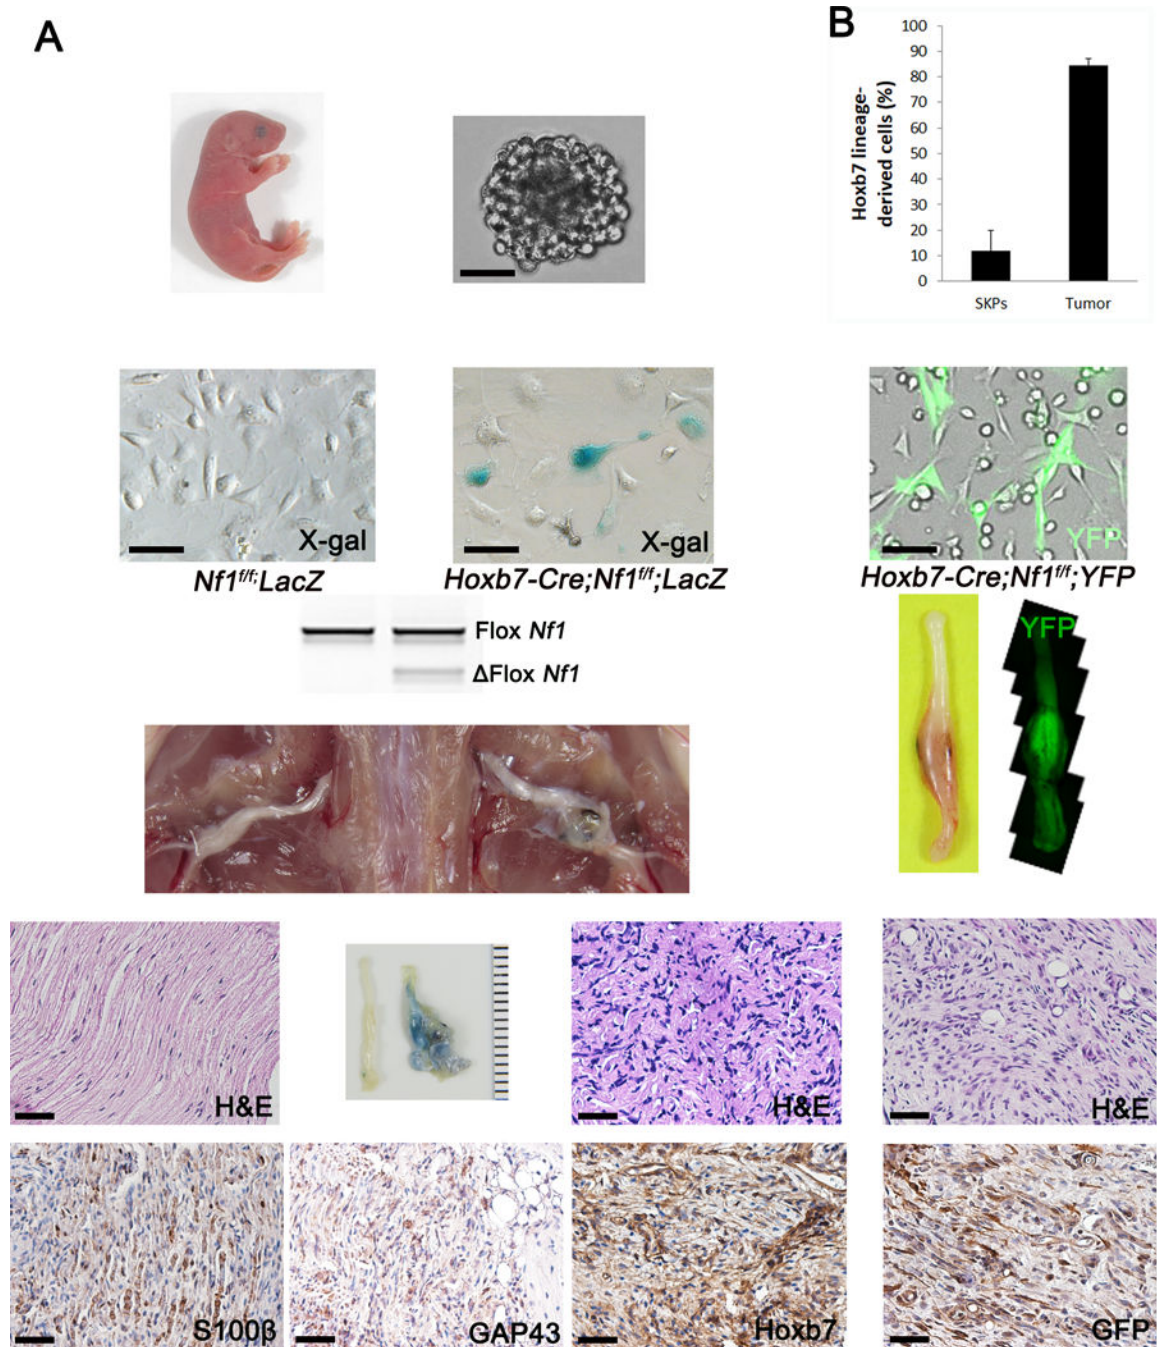 A
B
Hoxb7 lineage-
derived cells (%)
100
90
80
70
60
50
40
30
20
10
0
SKPs
Tumor
X-gal
X-gal
YFP
Nf1f/f;LacZ
Hoxb7-Cre;Nf1f/f;LacZ
Hoxb7-Cre;Nf1f/f;YFP
Flox Nf1
ΔFlox Nf1
YFP
H&E
H&E
H&E
S100β
GAP43
Hoxb7
GFP